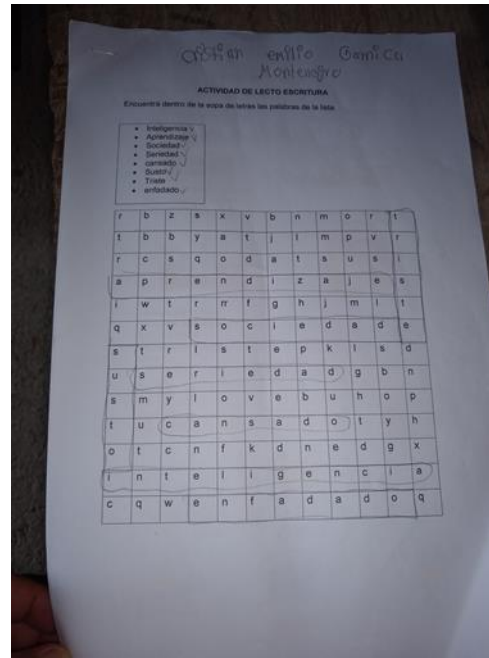 Cristian emilio Gamica
Montenegro
ACTIVIDAD DE LECTO ESCRITURA
Encuentra dentro de la sopa de letras las palabras de la lista
Inteligencia
Aprendizaje
Sociedad
Seriedad
cansado
Susto
Triste
enfadado
r b z s x v b n m o r t
t b b y a t j l m p v r
r c s q o d a t s u s i
a p r e n d i z a j e s
i w t r rr f g h j m l t
q x v s o c i e d a d e
s t r i s t e p k l s d
u s e r i e d a d g b n
s m y l o v e b u h o p
t u c a n s a d o t y h
o t c n f k d n e d g x
i n t e l i g e n c i a
c q w e n f a d a d o q